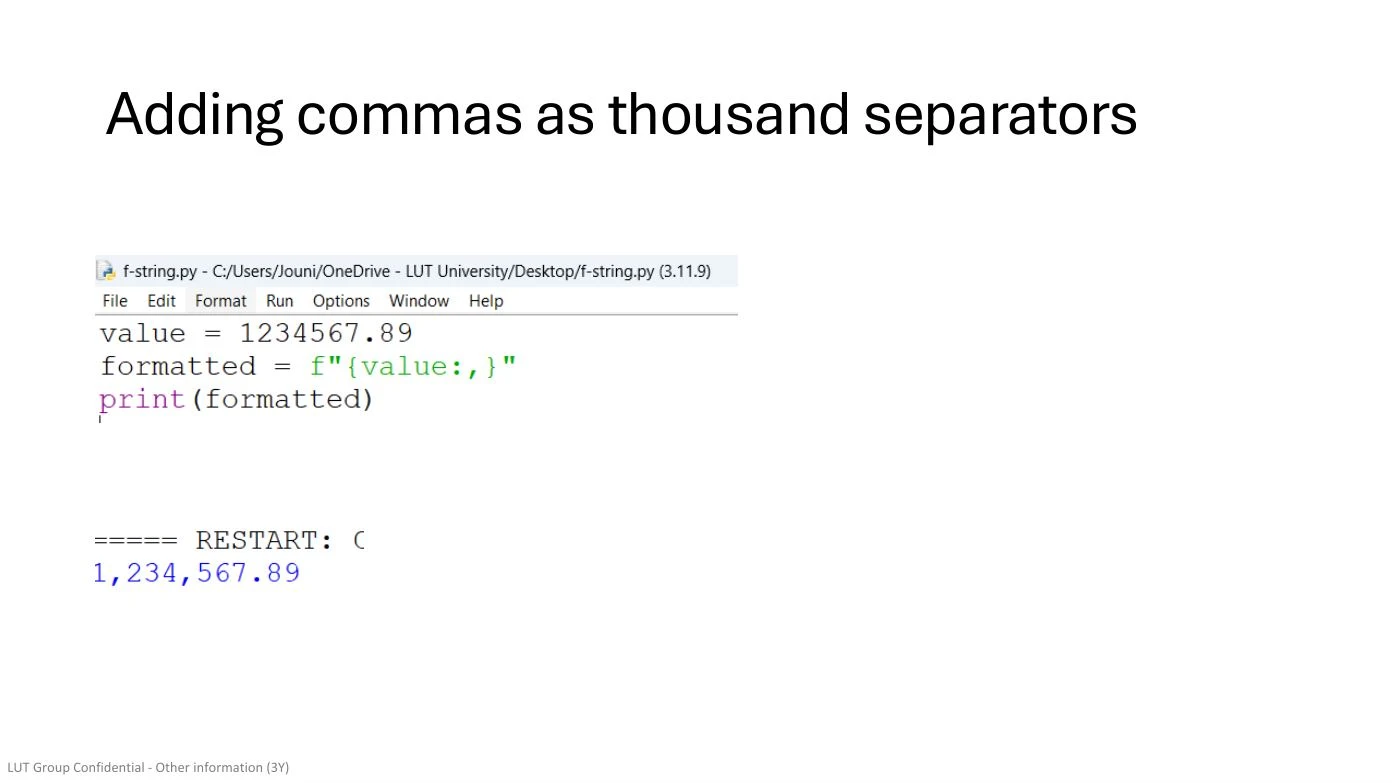 Adding commas as thousand separators
f-string.py - C:/Users/Jouni/OneDrive - LUT University/Desktop/f-string.py (3.11.9)
File Edit Format Run Options Window Help
value = 1234567.89
formatted = f"{value:,}"
print(formatted)
===== RESTART: C
1,234,567.89
LUT Group Confidential - Other information (3Y)